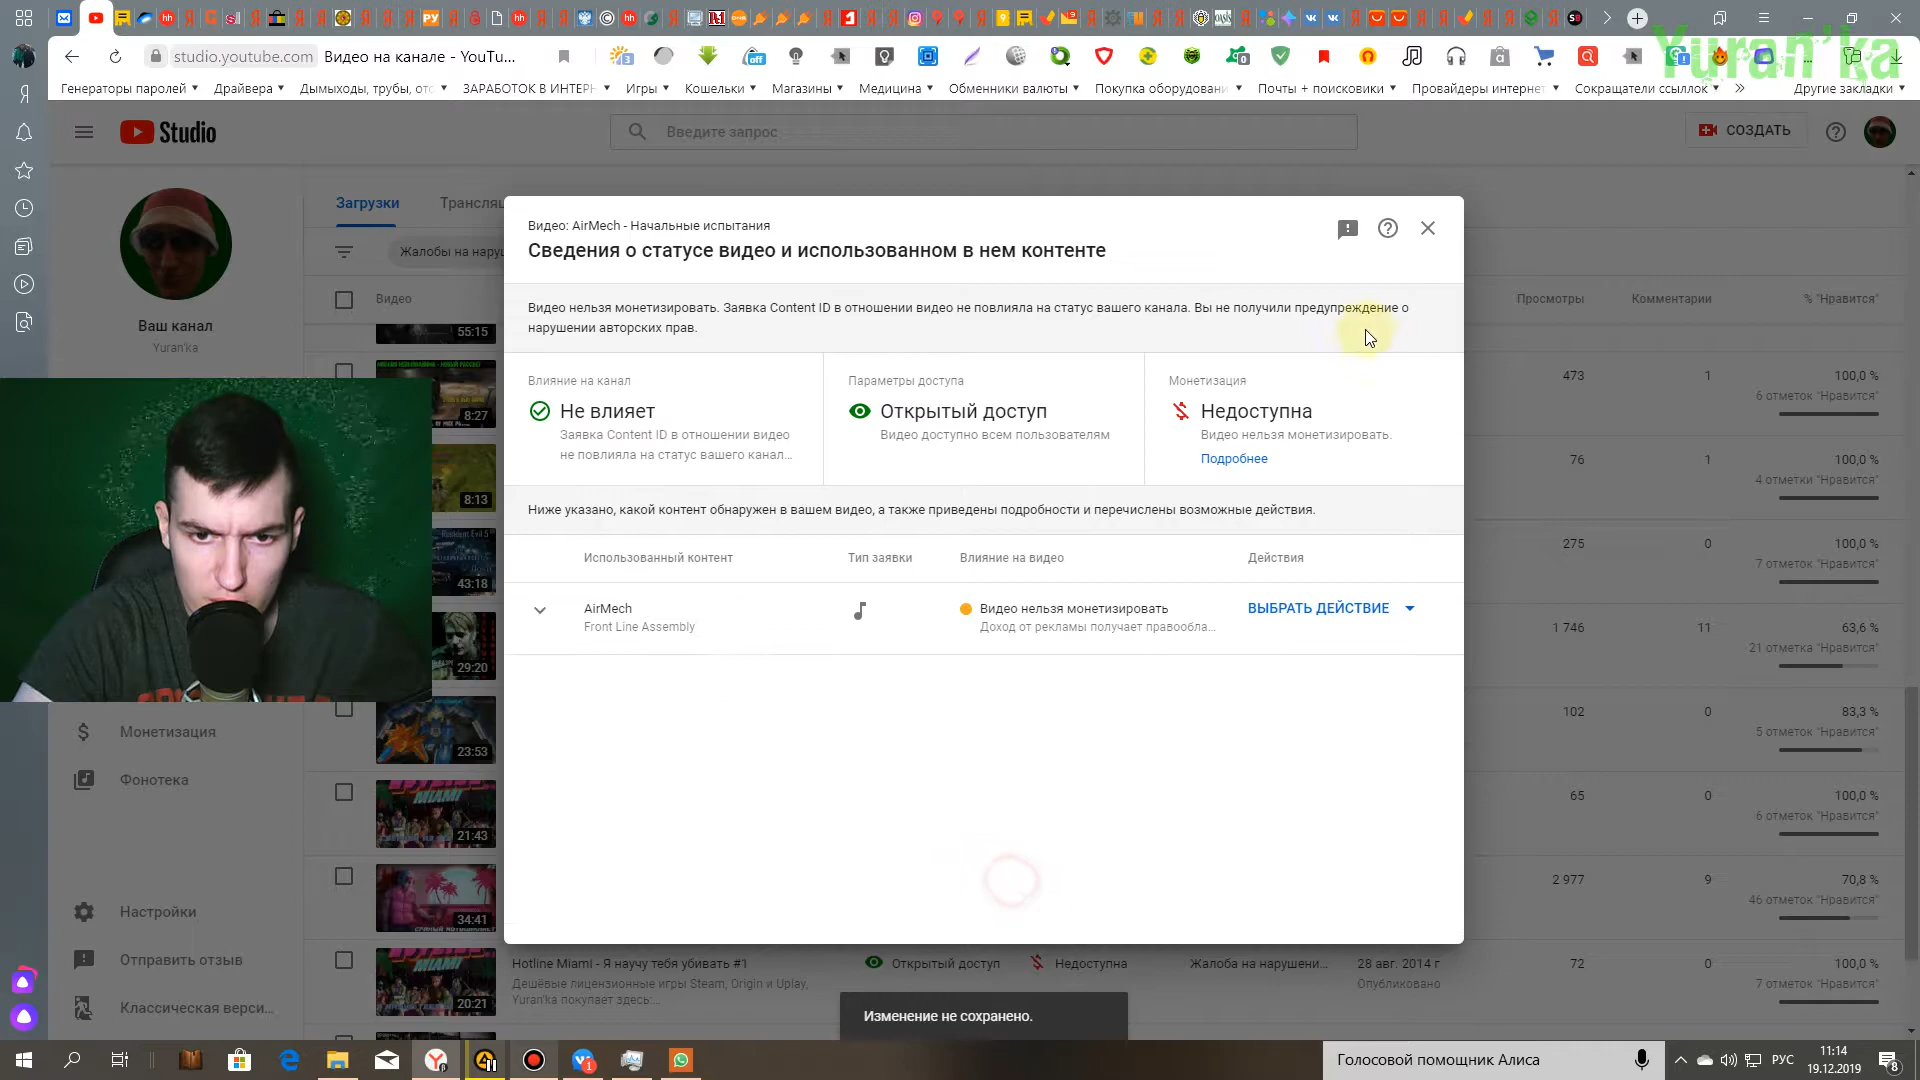 Yuran'ka
studio.youtube.com Видео на канале - YouTu...
Генераторы паролей Драйвера Дымыходы, трубы, отс ЗАРАБОТОК В ИНТЕРН Игры Кошельки Магазины Медицина Обменники валюты Покупка оборудовани Почты + поисковики Провайдеры интернет Сокращатели ссылок Другие закладки
Studio
Введите запрос
СОЗДАТЬ
Загрузки
Трансляц
Жалобы на наруш
Видео
Просмотры
Комментарии
% "Нравится"
Ваш канал
Yuran'ka
Видео: AirMech - Начальные испытания
Сведения о статусе видео и использованном в нем контенте
Видео нельзя монетизировать. Заявка Content ID в отношении видео не повлияла на статус вашего канала. Вы не получили предупреждение о
нарушении авторских прав.
Влияние на канал
Не влияет
Заявка Content ID в отношении видео
не повлияла на статус вашего канал...
Параметры доступа
Открытый доступ
Видео доступно всем пользователям
Монетизация
Недоступна
Видео нельзя монетизировать.
Подробнее
Ниже указано, какой контент обнаружен в вашем видео, а также приведены подробности и перечислены возможные действия.
Использованный контент
Тип заявки
Влияние на видео
Действия
AirMech
Front Line Assembly
Видео нельзя монетизировать
Доход от рекламы получает правообла...
ВЫБРАТЬ ДЕЙСТВИЕ
55:15
8:27
8:13
43:18
29:20
23:53
21:43
34:41
20:21
473 1 100,0 %
6 отметок "Нравится"
76 1 100,0 %
4 отметки "Нравится"
275 0 100,0 %
7 отметок "Нравится"
1 746 11 63,6 %
21 отметка "Нравится"
102 0 83,3 %
5 отметок "Нравится"
65 0 100,0 %
6 отметок "Нравится"
2 977 9 70,8 %
46 отметок "Нравится"
72 0 100,0 %
7 отметок "Нравится"
Монетизация
Фонотека
Настройки
Отправить отзыв
Классическая верси...
Hotline Miami - Я научу тебя убивать #1
Дешёвые лицензионные игры Steam, Origin и Uplay,
Yuran'ka покупает здесь:...
Открытый доступ
Недоступна
Жалоба на нарушени...
28 авг. 2014 г
Опубликовано
Изменение не сохранено.
Голосовой помощник Алиса
РУС
11:14
19.12.2019